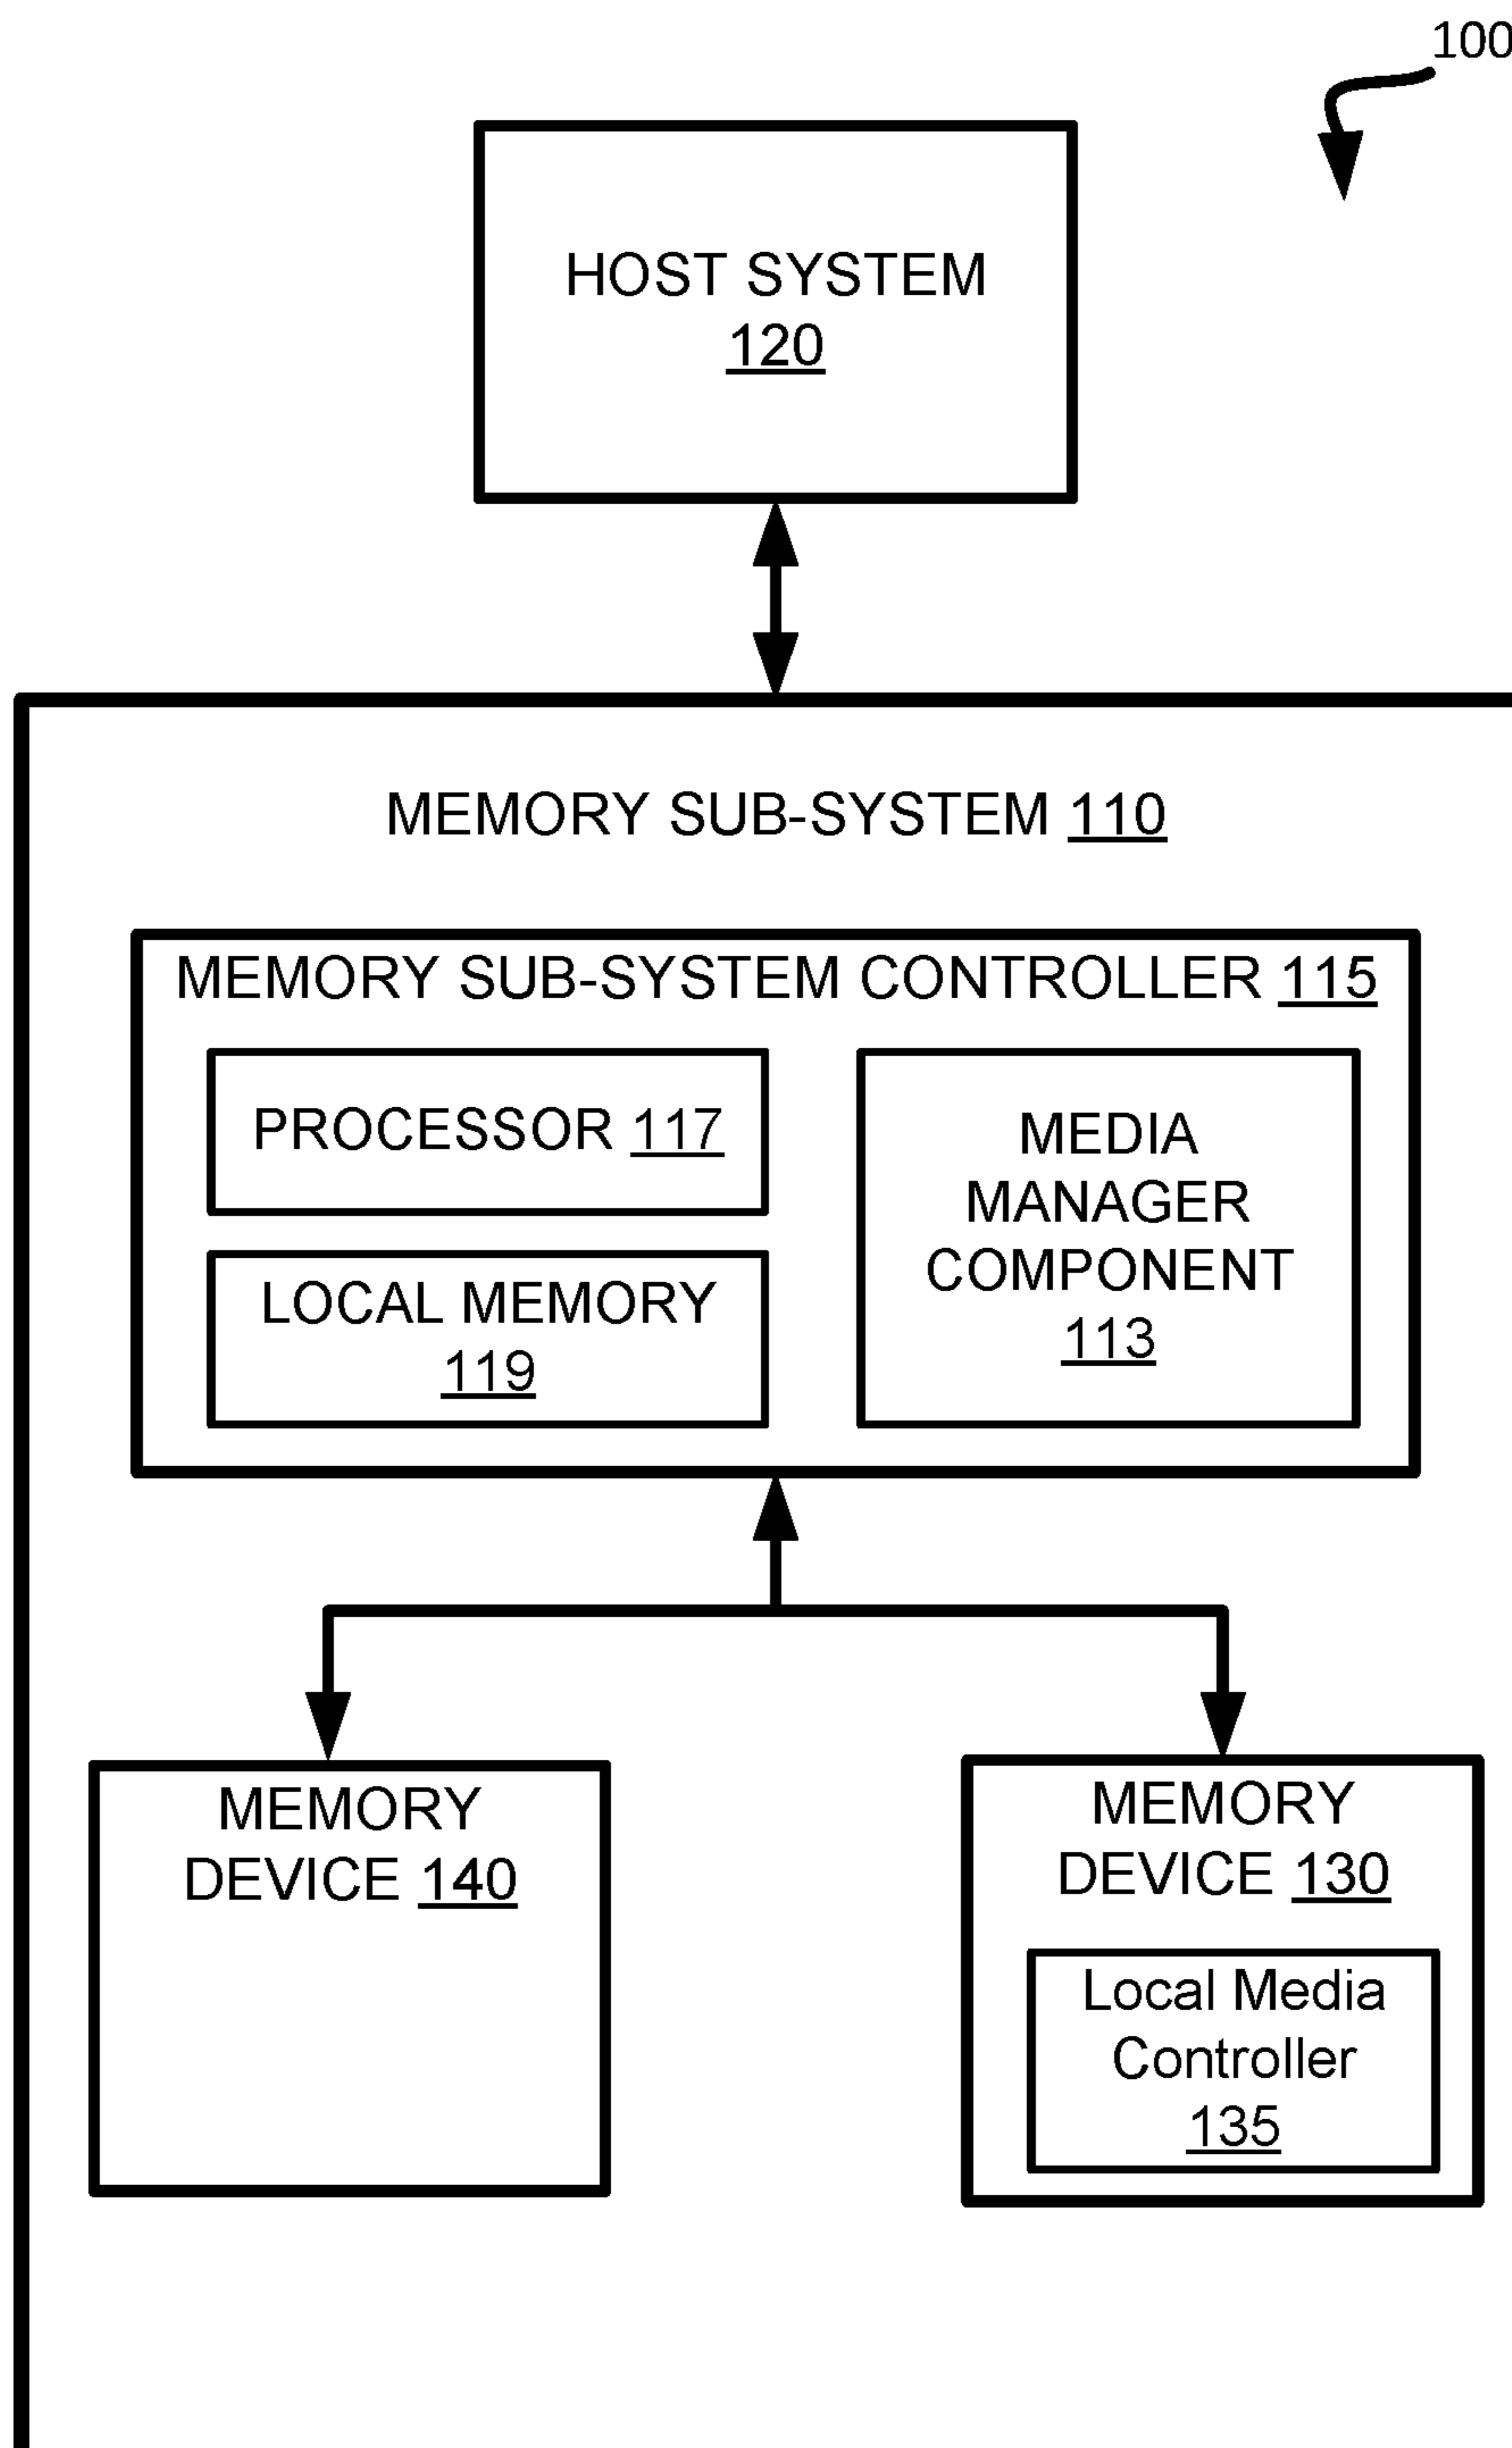 100
HOST SYSTEM
120
MEMORY SUB-SYSTEM 110
MEMORY SUB-SYSTEM CONTROLLER 115
PROCESSOR 117
LOCAL MEMORY
119
MEDIA
MANAGER
COMPONENT
113
MEMORY
DEVICE 140
MEMORY
DEVICE 130
Local Media
Controller
135